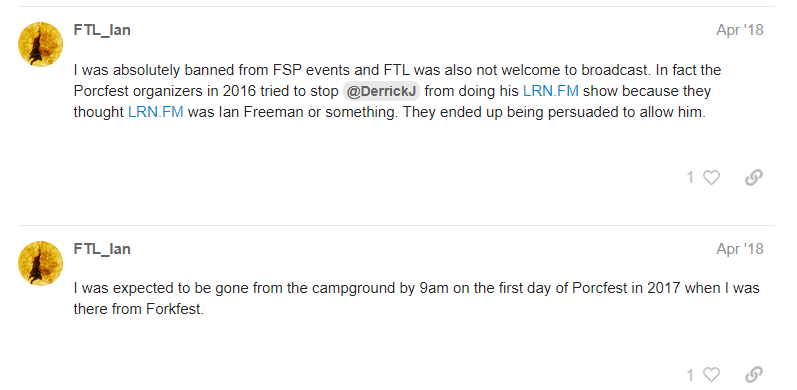 FTL_Ian Apr '18
I was absolutely banned from FSP events and FTL was also not welcome to broadcast. In fact the
Porcfest organizers in 2016 tried to stop @DerrickJ from doing his LRN.FM show because they
thought LRN.FM was Ian Freeman or something. They ended up being persuaded to allow him.
1
FTL_Ian Apr '18
I was expected to be gone from the campground by 9am on the first day of Porcfest in 2017 when I was
there from Forkfest.
1